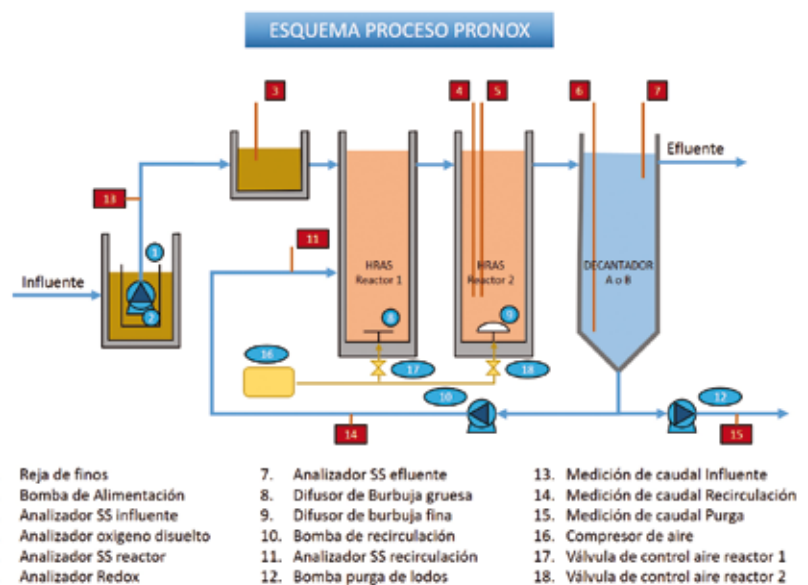 ESQUEMA PROCESO PRONOX
3
4
5
6
7
Efluente
13
1
11
HRAS
Reactor 1
HRAS
Reactor 2
DECANTADOR
A o B
Influente
2
8
9
16
17
18
10
12
14
15
Reja de finos
Bomba de Alimentación
Analizador SS influente
Analizador oxigeno disuelto
Analizador SS reactor
Analizador Redox
7. Analizador SS efluente
8. Difusor de Burbuja gruesa
9. Difusor de burbuja fina
10. Bomba de recirculación
11. Analizador SS recirculación
12. Bomba purga de lodos
13. Medición de caudal Influente
14. Medición de caudal Recirculación
15. Medición de caudal Purga
16. Compresor de aire
17. Válvula de control aire reactor 1
18. Válvula de control aire reactor 2